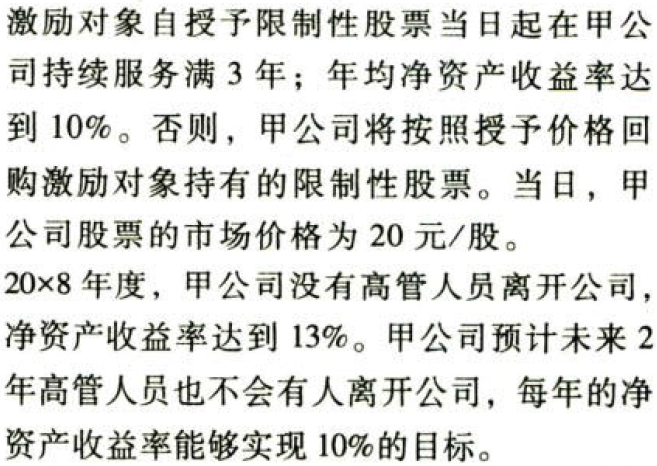 激励对象自授予限制性股票当日起在甲公
司持续服务满 3 年；年均净资产收益率达
到 10%。否则，甲公司将按照授予价格回
购激励对象持有的限制性股票。当日，甲
公司股票的市场价格为 20 元/股。
20×8 年度，甲公司没有高管人员离开公司，
净资产收益率达到 13%。甲公司预计未来 2
年高管人员也不会有人离开公司，每年的净
资产收益率能够实现 10%的目标。